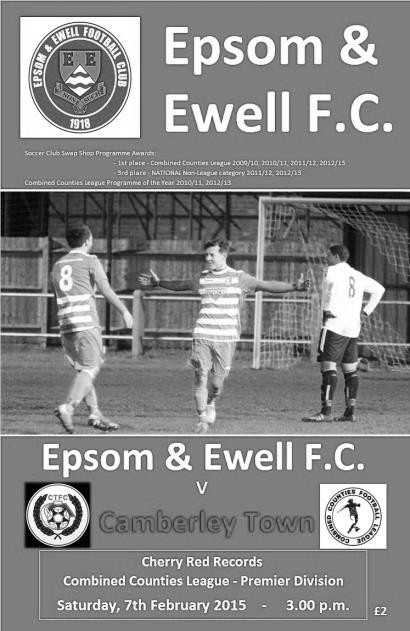 EPSOM & EWELL FOOTBALL CLUB
E E
NON SUCH
1918
Epsom &
Ewell F.C.
Soccer Club Swap Shop Programme Awards:
- 1st place - Combined Counties League 2009/10, 2010/11, 2011/12, 2012/13
- 3rd place - NATIONAL Non-League category 2011/12, 2012/13
Combined Counties League Programme of the Year 2010/11, 2012/13
8
8
Epsom & Ewell F.C.
V
CTFC
Camberley Town
COMBINED COUNTIES FOOTBALL LEAGUE
Cherry Red Records
Combined Counties League - Premier Division
Saturday, 7th February 2015 - 3.00 p.m.
£2